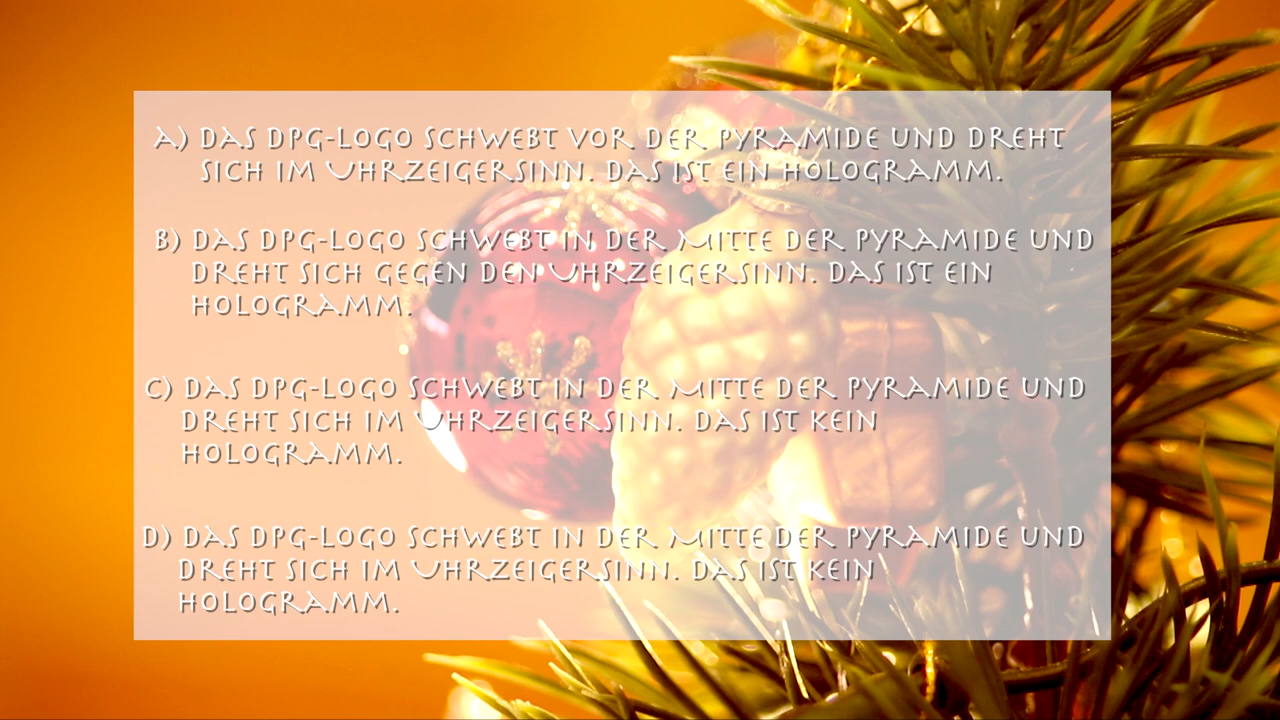 a) Das DPG-Logo schwebt vor der Pyramide und dreht
sich im Uhrzeigersinn. Das ist ein Hologramm.
b) Das DPG-Logo schwebt in der Mitte der Pyramide und
dreht sich gegen den Uhrzeigersinn. Das ist ein
Hologramm.
c) Das DPG-Logo schwebt in der Mitte der Pyramide und
dreht sich im Uhrzeigersinn. Das ist kein
Hologramm.
d) Das DPG-Logo schwebt in der Mitte der Pyramide und
dreht sich im Uhrzeigersinn. Das ist kein
Hologramm.